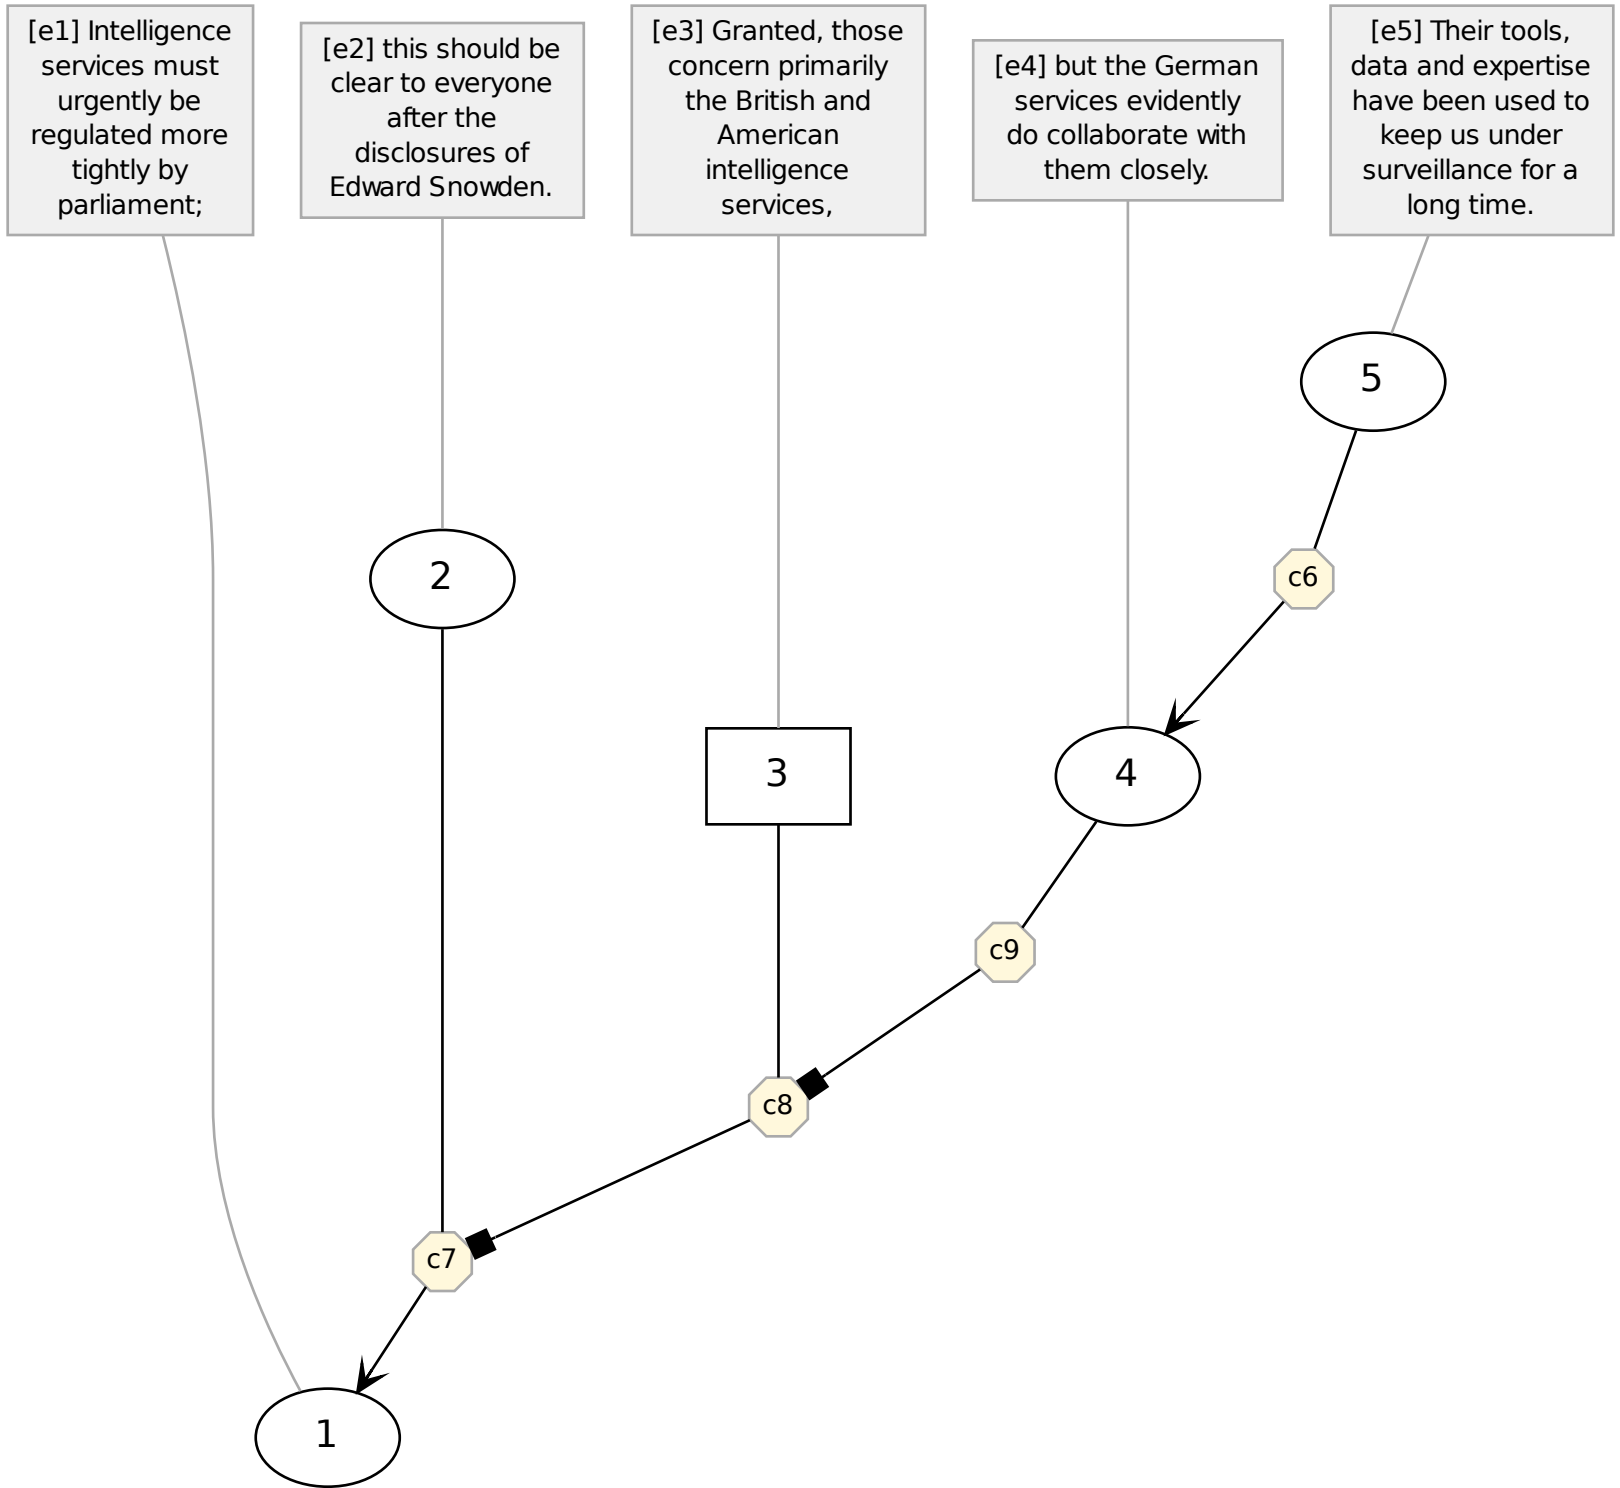 [e1] Intelligence
services must
urgently be
regulated more
tightly by
parliament;
[e2] this should be
clear to everyone
after the
disclosures of
Edward Snowden.
[e3] Granted, those
concern primarily
the British and
American
intelligence
services,
[e4] but the German
services evidently
do collaborate with
them closely.
[e5] Their tools,
data and expertise
have been used to
keep us under
surveillance for a
long time.
5
2
c6
3
4
c9
c8
c7
1